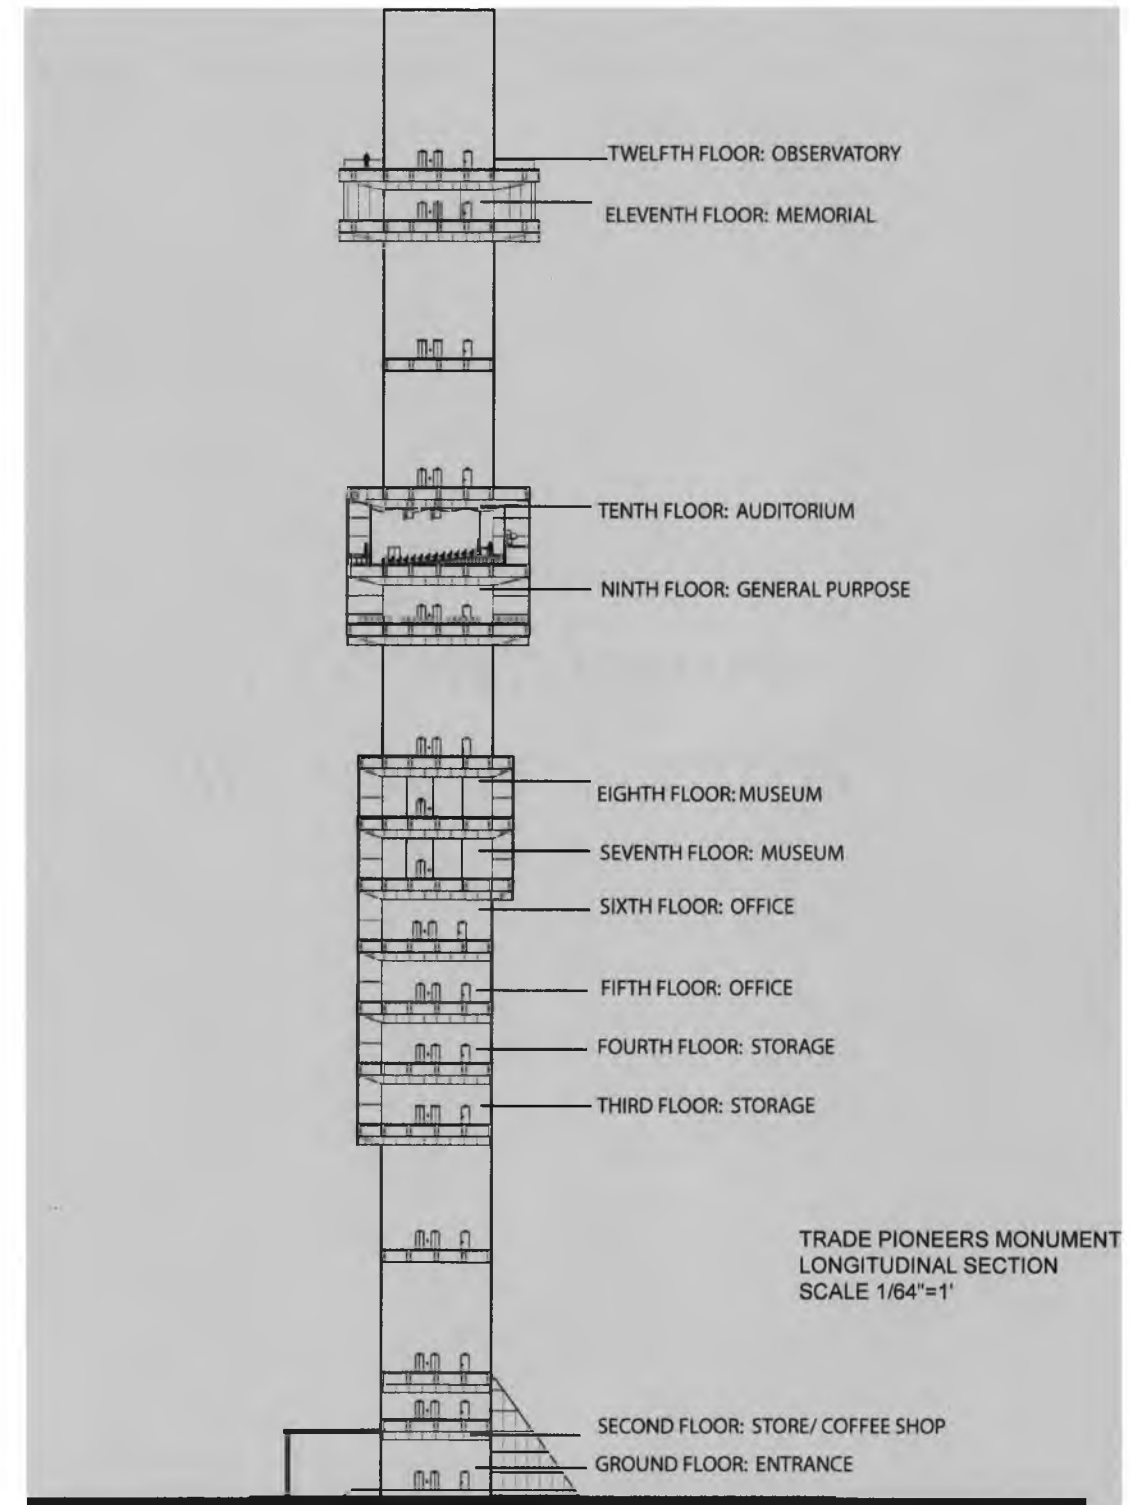 TWELFTH FLOOR: OBSERVATORY
ELEVENTH FLOOR: MEMORIAL
TENTH FLOOR: AUDITORIUM
NINTH FLOOR: GENERAL PURPOSE
EIGHTH FLOOR: MUSEUM
SEVENTH FLOOR: MUSEUM
SIXTH FLOOR: OFFICE
FIFTH FLOOR: OFFICE
FOURTH FLOOR: STORAGE
THIRD FLOOR: STORAGE
TRADE PIONEERS MONUMENT
LONGITUDINAL SECTION
SCALE 1/64"=1'
SECOND FLOOR: STORE/ COFFEE SHOP
GROUND FLOOR: ENTRANCE